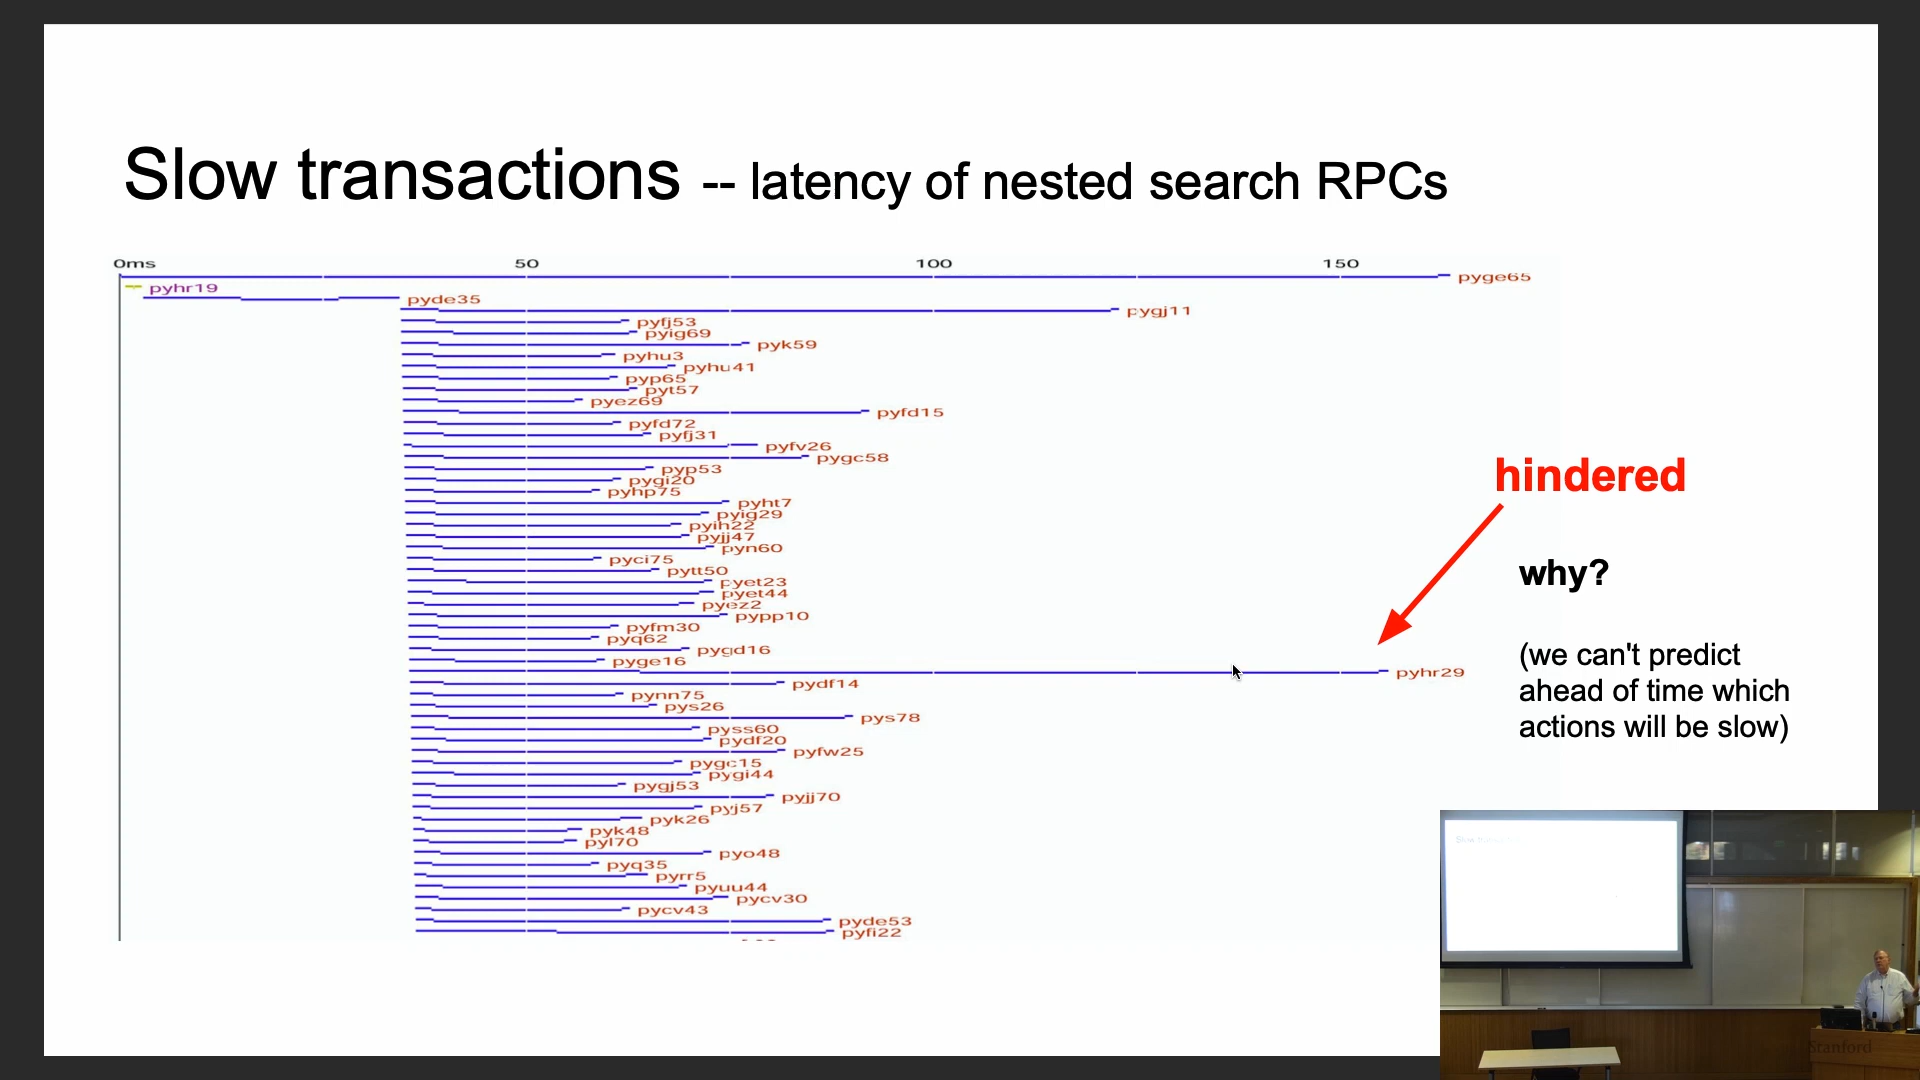 Slow transactions -- latency of nested search RPCs
0ms 50 100 150
pyge65
pyhr19
pyde35
pygj11
pyfj53
pyig69
pyk59
pyhu3
pyhu41
pyp65
pyt57
pyez69
pyfd15
pyfd72
pyfj31
pyfv26
pygc58
pyp53
pygi20
pyhp75
pyht7
pyig29
pyih22
pyjj47
pyn60
pyci75
pytt50
pyet23
pyet44
pyez2
pypp10
pyfm30
pyq62
pygd16
pyge16
pyhr29
pydf14
pynn75
pys26
pys78
pyss60
pydf20
pyfw25
pygc15
pygi44
pygj53
pyjj70
pyj57
pyk26
pyk48
pyl70
pyo48
pyq35
pyrr5
pyuu44
pycv30
pycv43
pyde53
pyfi22
hindered
why?
(we can't predict
ahead of time which
actions will be slow)
Stanford